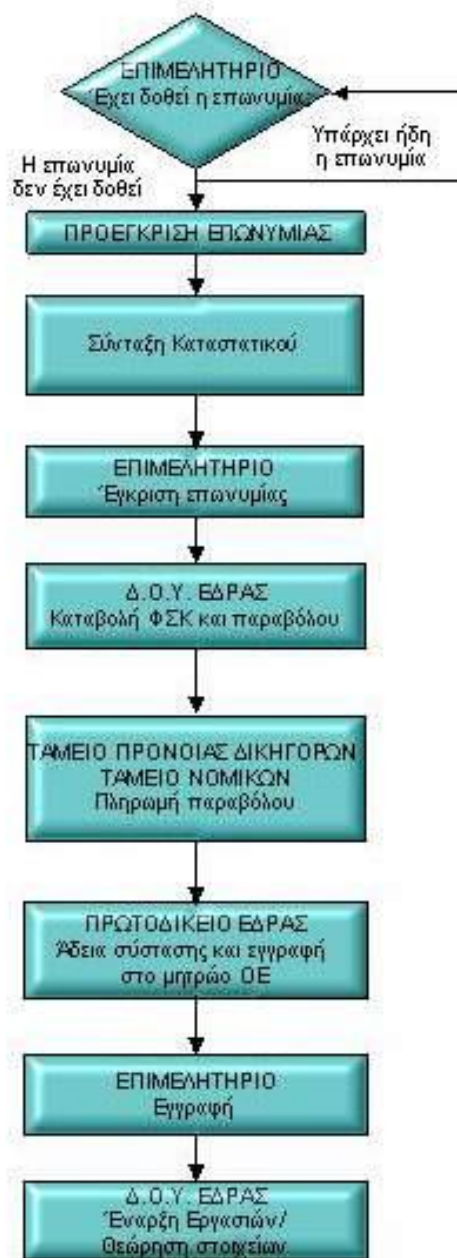 ΕΠΙΜΕΛΗΤΗΡΙΟ
Έχει δοθεί η επωνυμία;
Υπάρχει ήδη
η επωνυμία
Η επωνυμία
δεν έχει δοθεί
ΠΡΟΕΓΚΡΙΣΗ ΕΠΩΝΥΜΙΑΣ
Σύνταξη Καταστατικού
ΕΠΙΜΕΛΗΤΗΡΙΟ
Έγκριση επωνυμίας
Δ.Ο.Υ. ΕΔΡΑΣ
Καταβολή ΦΣΚ και παραβόλου
ΤΑΜΕΙΟ ΠΡΟΝΟΙΑΣ ΔΙΚΗΓΟΡΩΝ
ΤΑΜΕΙΟ ΝΟΜΙΚΩΝ
Πληρωμή παραβόλου
ΠΡΩΤΟΔΙΚΕΙΟ ΕΔΡΑΣ
Άδεια σύστασης και εγγραφή
στο μητρώο ΟΕ
ΕΠΙΜΕΛΗΤΗΡΙΟ
Εγγραφή
Δ.Ο.Υ. ΕΔΡΑΣ
Έναρξη Εργασιών/
Θεώρηση στοιχείων